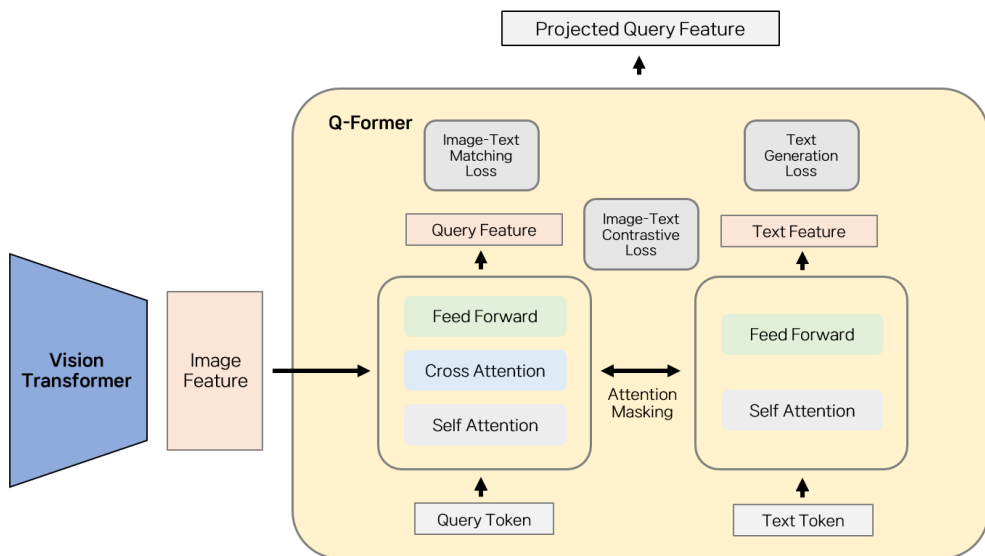 Projected Query Feature
Q-Former
Image-Text
Matching
Loss
Text
Generation
Loss
Image-Text
Contrastive
Loss
Query Feature
Text Feature
Vision
Transformer
Image
Feature
Feed Forward
Cross Attention
Self Attention
Attention
Masking
Feed Forward
Self Attention
Query Token
Text Token